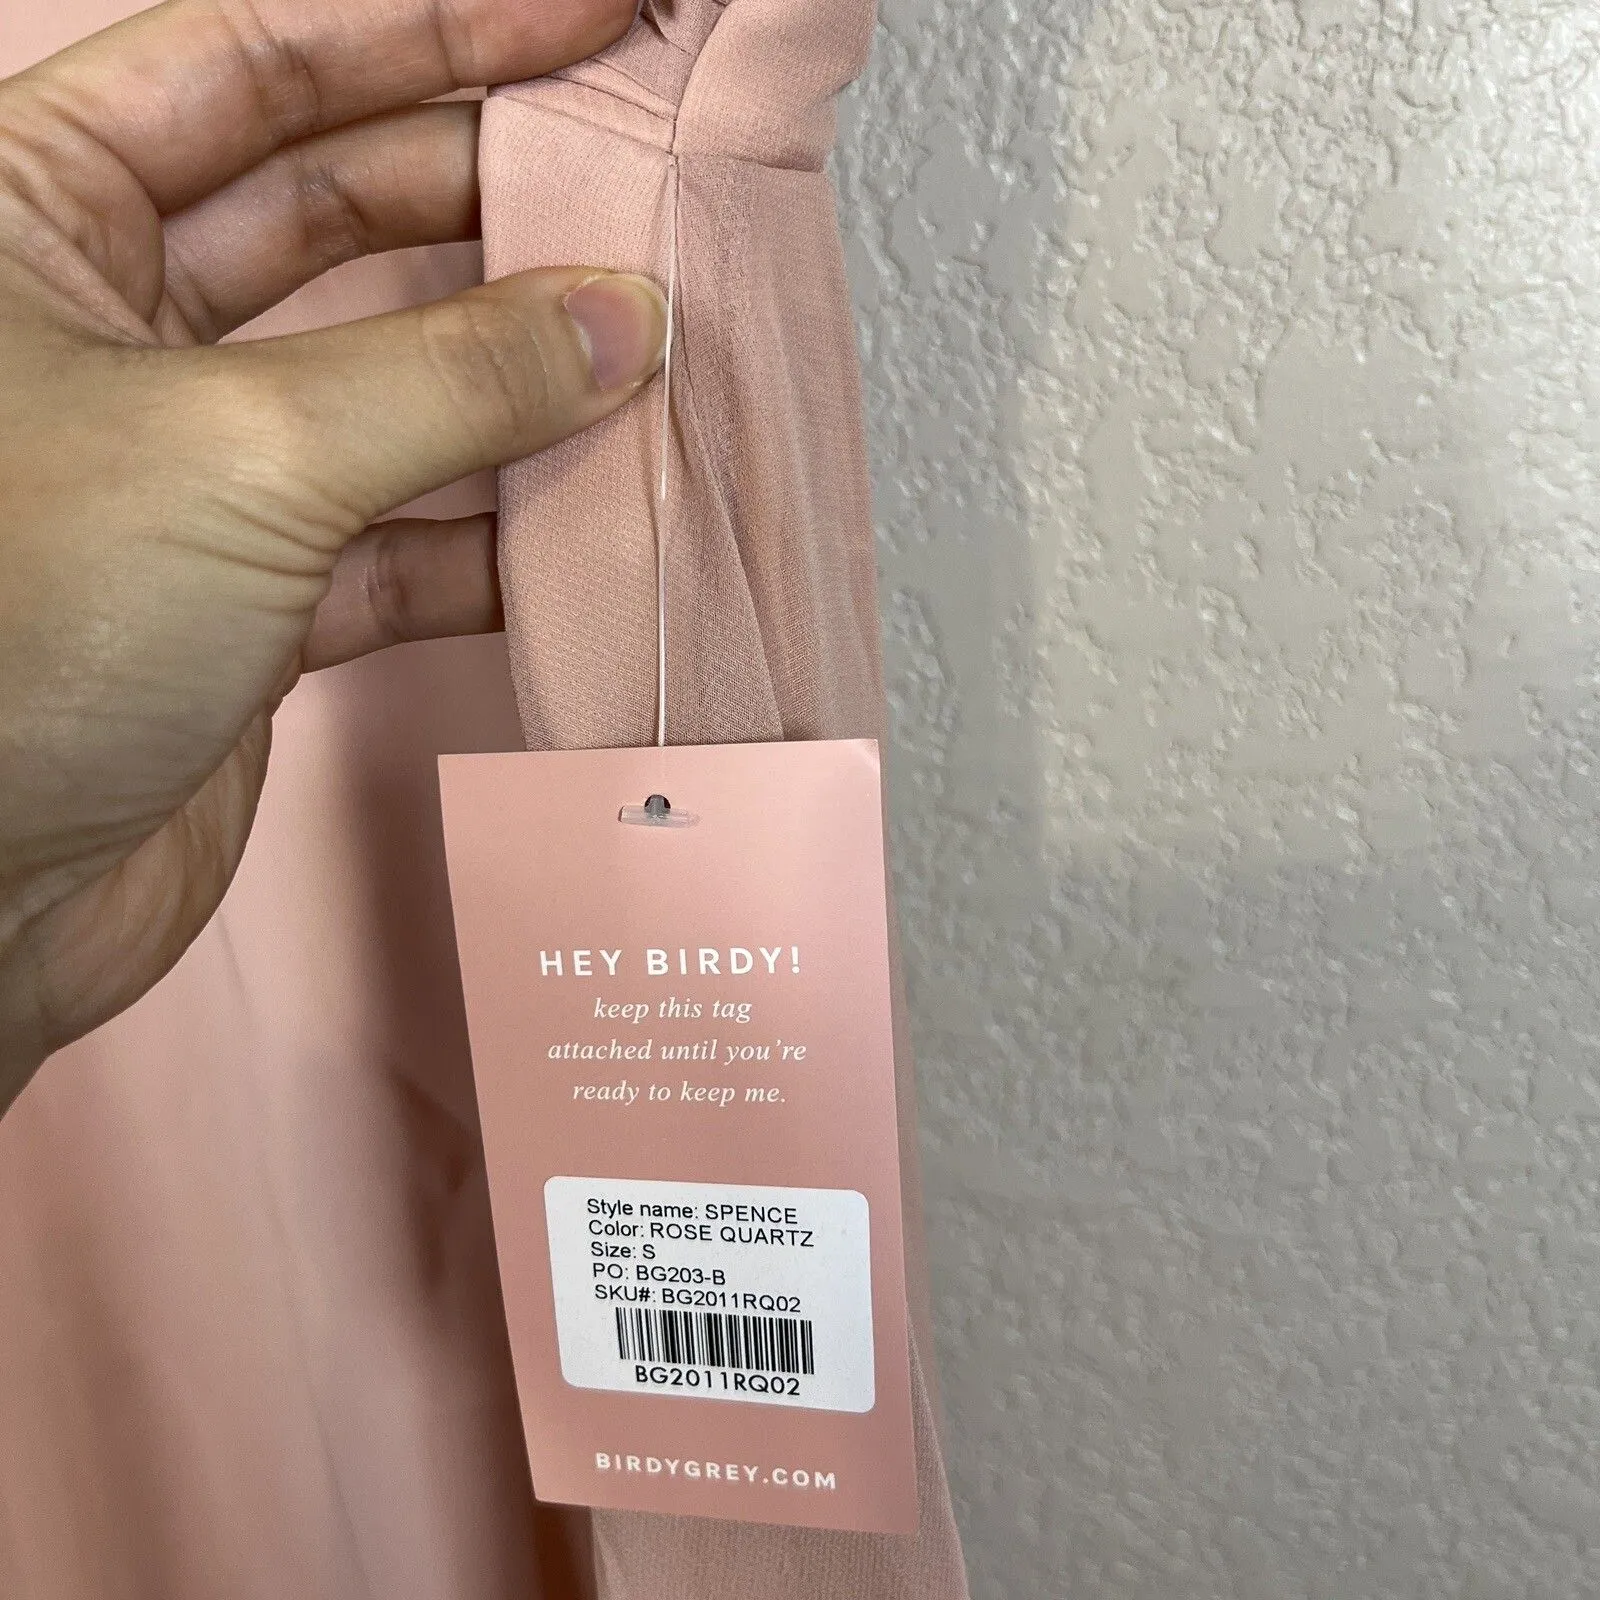 HEY BIRDY!
keep this tag
attached until you're
ready to keep me.
Style name: SPENCE
Color: ROSE QUARTZ
Size: S
PO: BG203-B
SKU#: BG2011RQ02
BG2011RQ02
BIRDYGREY.COM